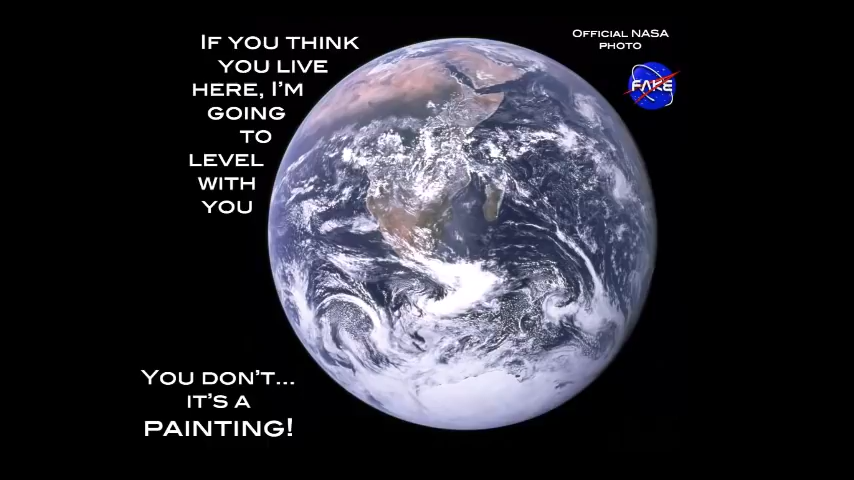 If you think
you live
here, I'm
going
to
level
with
you
Official NASA
photo
FAKE
You don't...
it's a
painting!